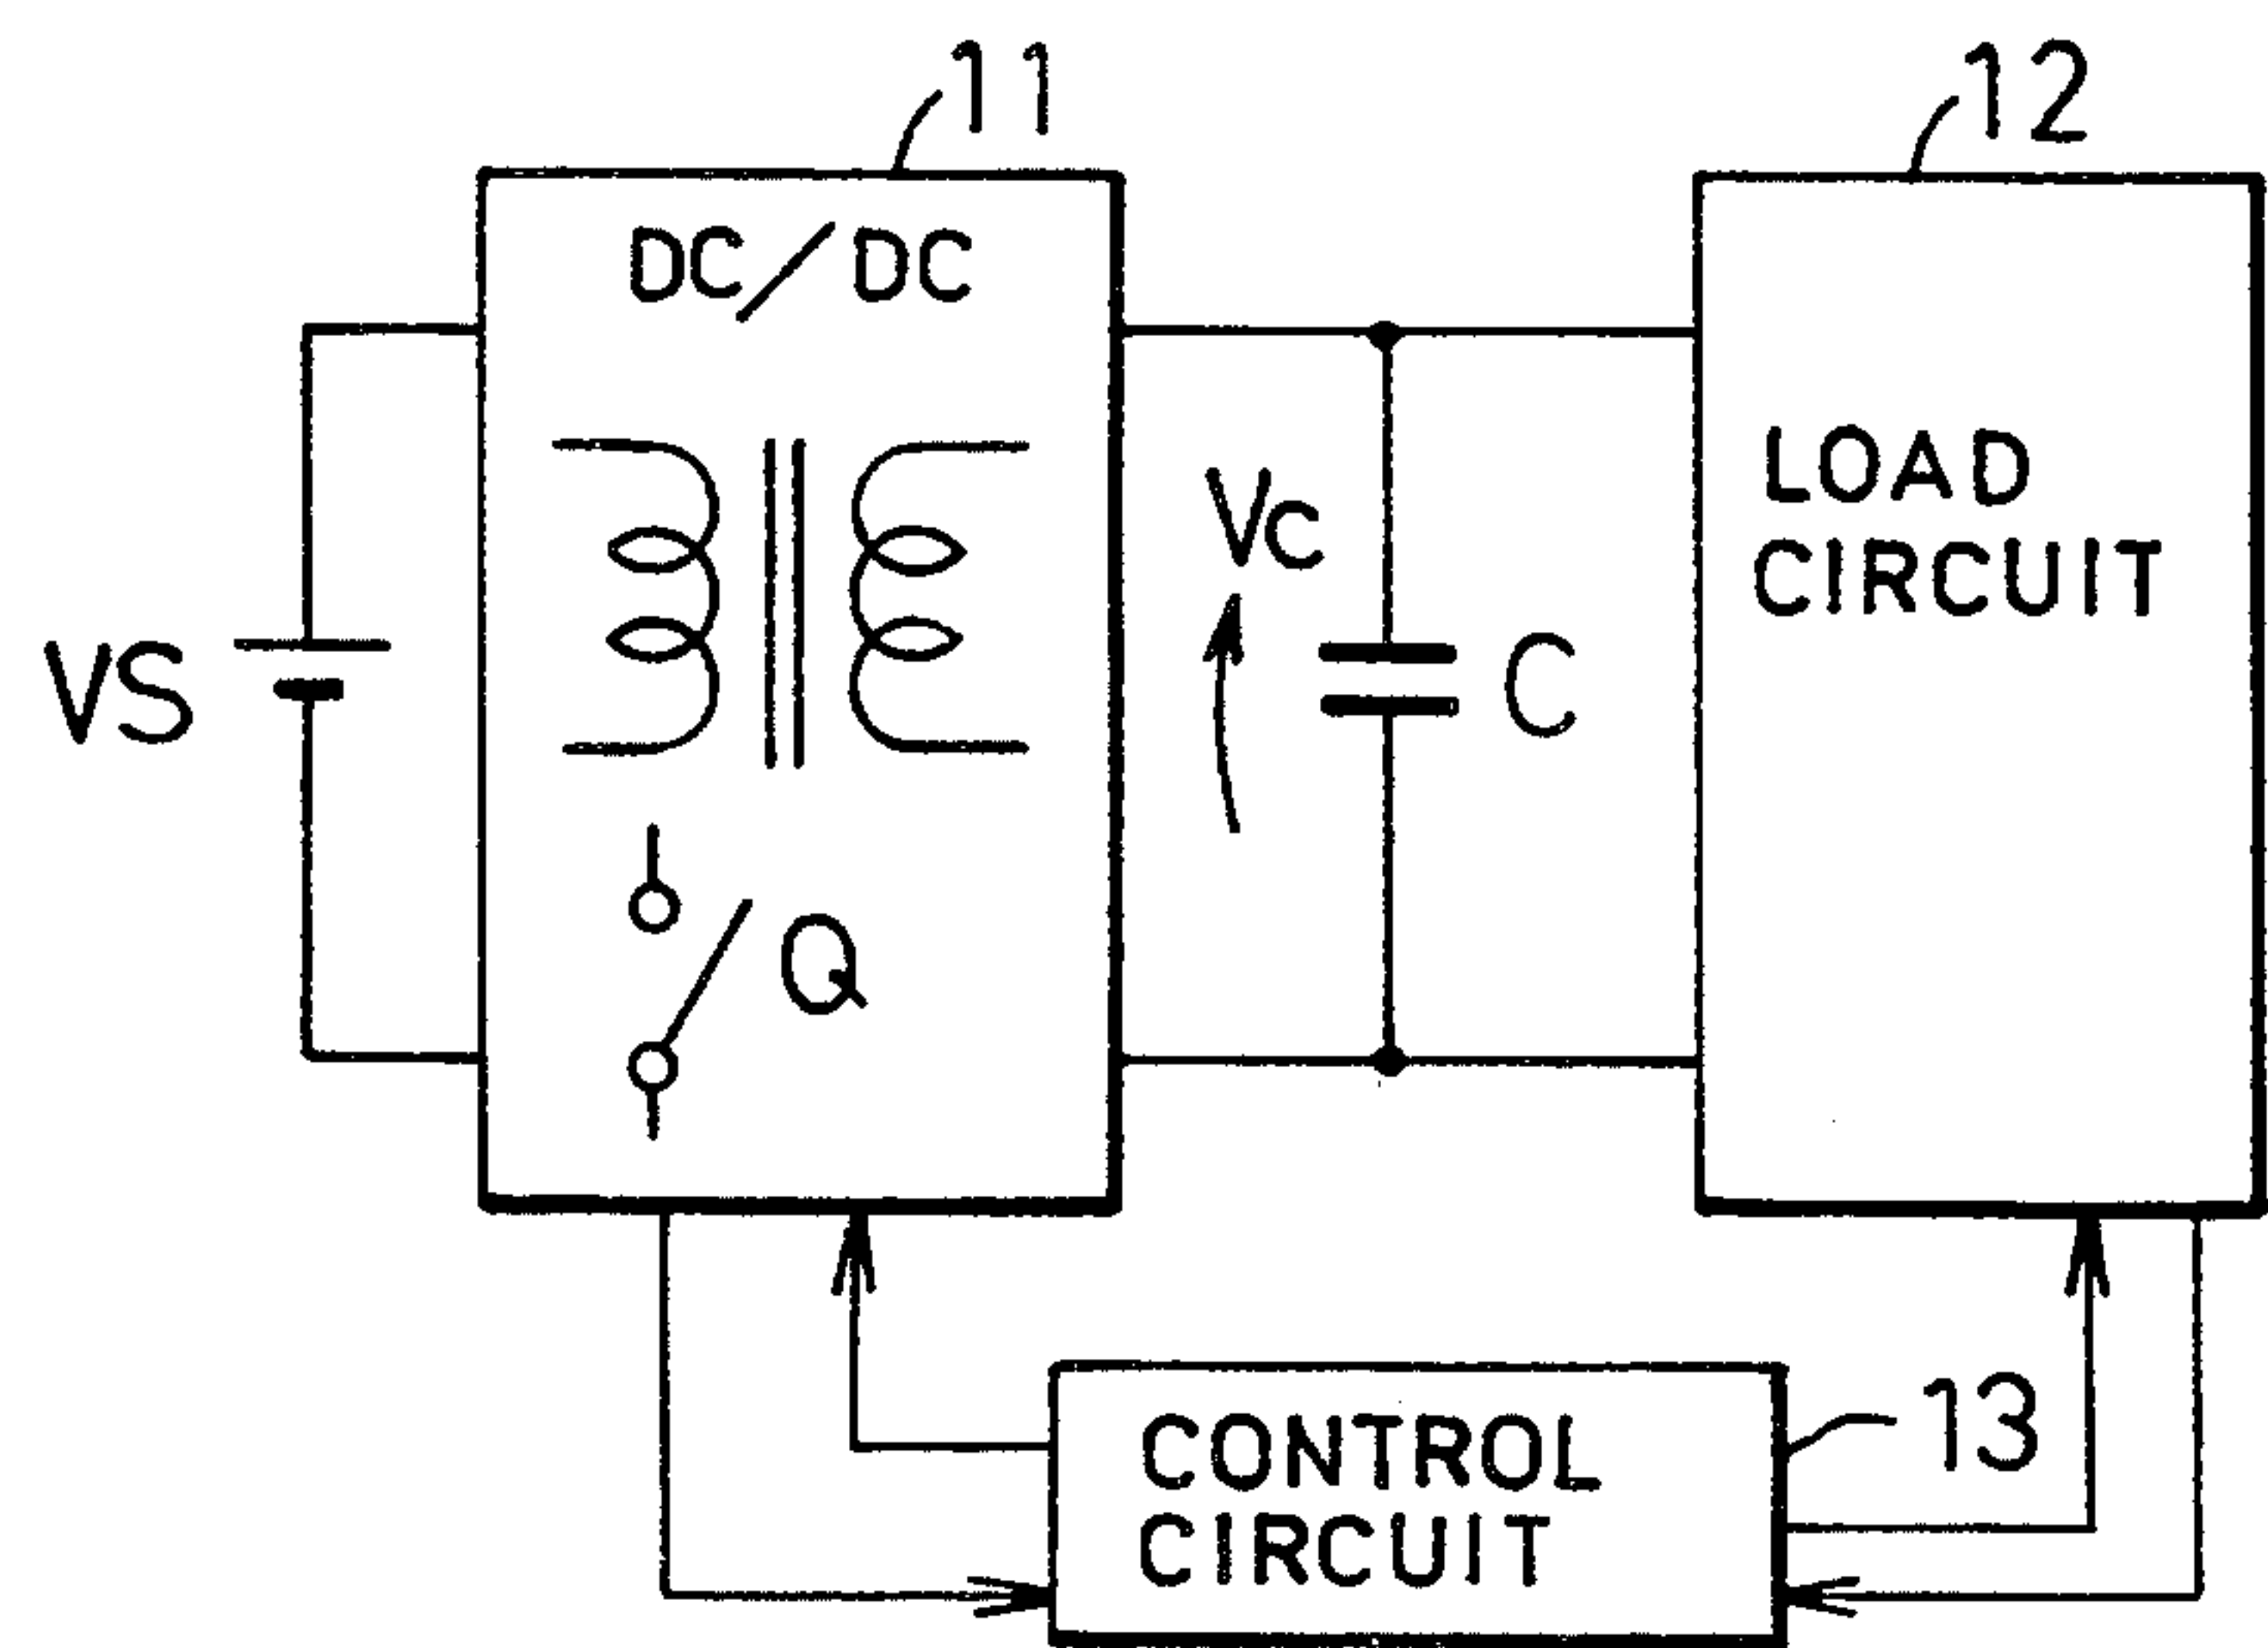 11
12
DC/DC
LOAD
CIRCUIT
VC
VS
C
Q
13
CONTROL
CIRCUIT